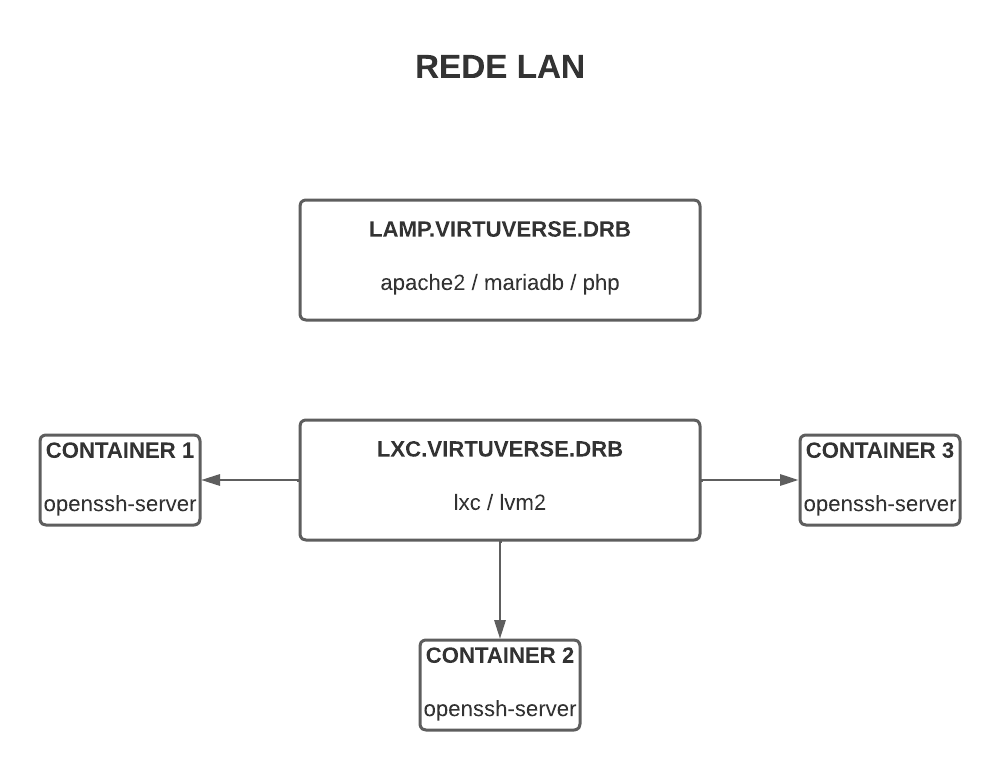 REDE LAN
LAMP.VIRTUVERSE.DRB
apache2 / mariadb / php
LXC.VIRTUVERSE.DRB
lxc / lvm2
CONTAINER 1
openssh-server
CONTAINER 3
openssh-server
CONTAINER 2
openssh-server